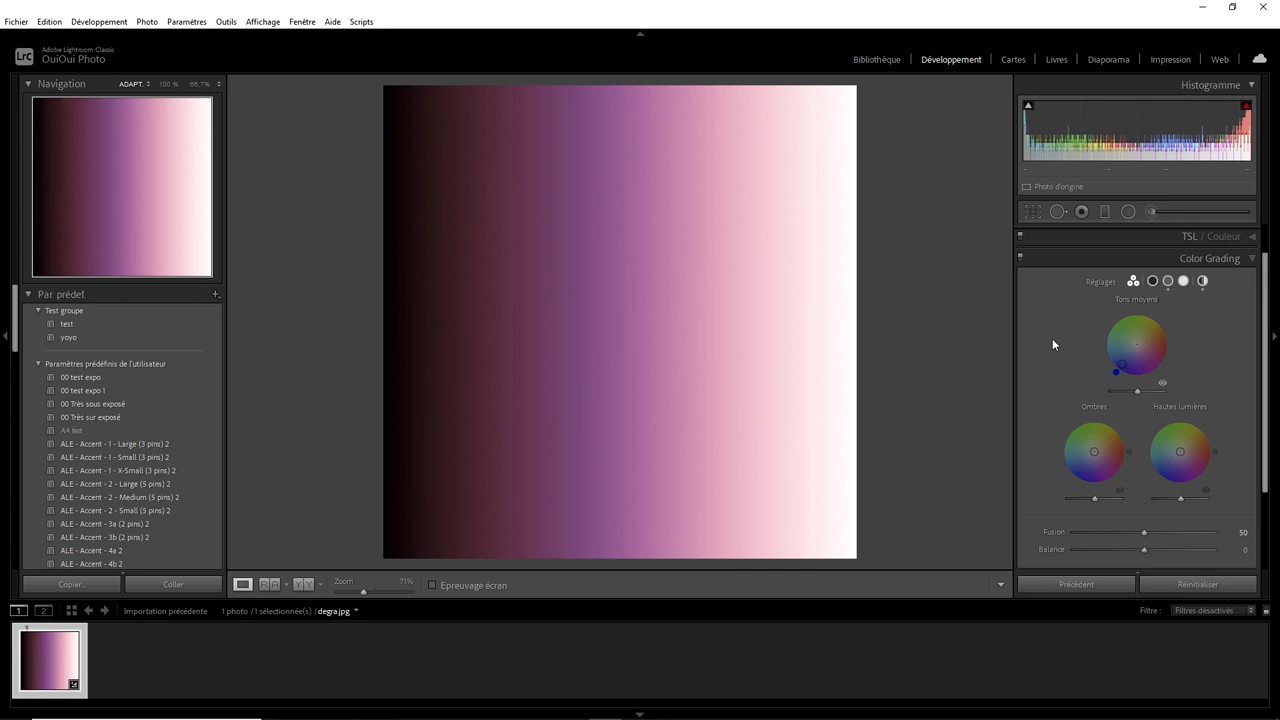 Fichier Edition Développement Photo Paramètres Outils Affichage Fenêtre Aide Scripts
Lrc
Adobe Lightroom Classic
OuiOui Photo
Bibliothèque Développement Cartes Livres Diaporama Impression Web
Navigation ADAPT. 100 % 66,7%
Histogramme
Photo d'origine
TSL / Couleur
Color Grading
Réglages :
Tons moyens
Ombres Hautes lumières
Fusion 50
Balance 0
Précédent Réinitialiser
Par. prédef.
Test groupe
test
yoyo
Paramètres prédéfinis de l'utilisateur
00 test expo
00 test expo 1
00 Très sous exposé
00 Très sur exposé
AA test
ALE - Accent - 1 - Large (3 pins) 2
ALE - Accent - 1 - Small (3 pins) 2
ALE - Accent - 1 - X-Small (3 pins) 2
ALE - Accent - 2 - Large (5 pins) 2
ALE - Accent - 2 - Medium (5 pins) 2
ALE - Accent - 2 - Small (5 pins) 2
ALE - Accent - 3a (2 pins) 2
ALE - Accent - 3b (2 pins) 2
ALE - Accent - 4a 2
ALE - Accent - 4b 2
Copier... Coller
Zoom 71% Epreuvage écran
1 2 Importation précédente 1 photo /1 sélectionnée(s) /degra.jpg
Filtre : Filtres désactivés